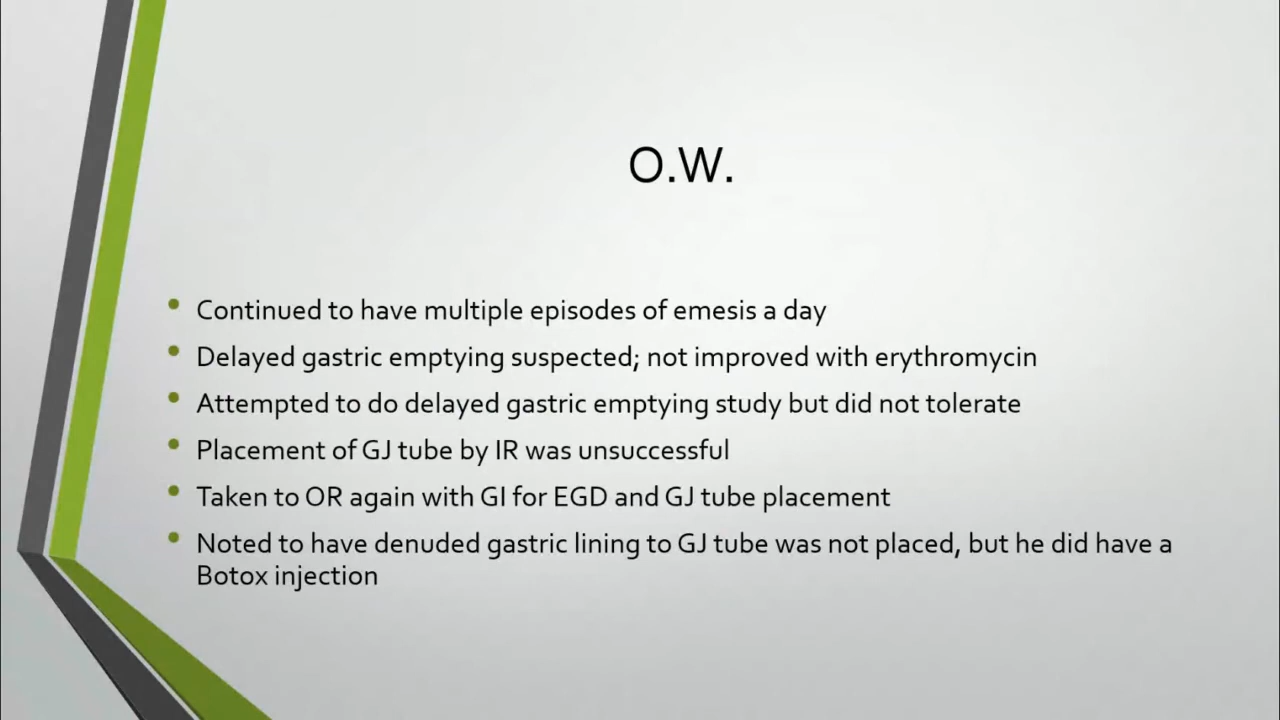 O.W.
• Continued to have multiple episodes of emesis a day
• Delayed gastric emptying suspected; not improved with erythromycin
• Attempted to do delayed gastric emptying study but did not tolerate
• Placement of GJ tube by IR was unsuccessful
• Taken to OR again with GI for EGD and GJ tube placement
• Noted to have denuded gastric lining to GJ tube was not placed, but he did have a
Botox injection